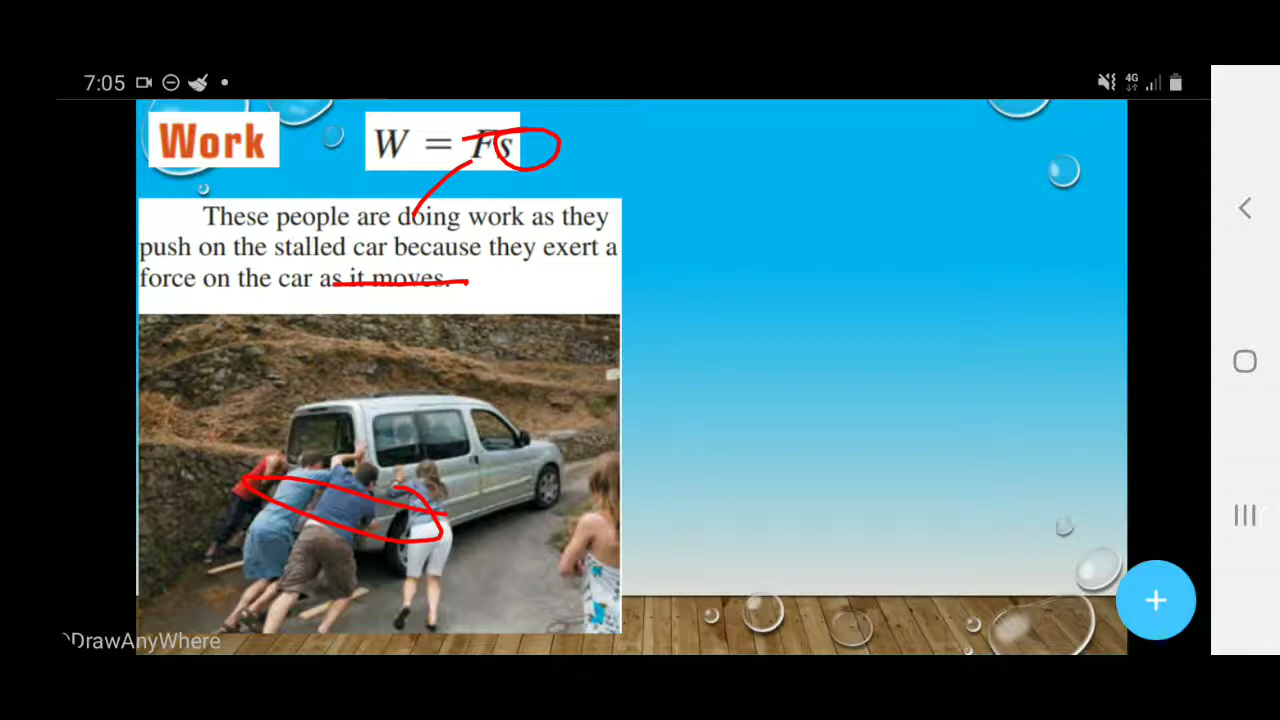 7:05
4G
Work
W = Fs
These people are doing work as they
push on the stalled car because they exert a
force on the car as it moves.
DrawAnyWhere